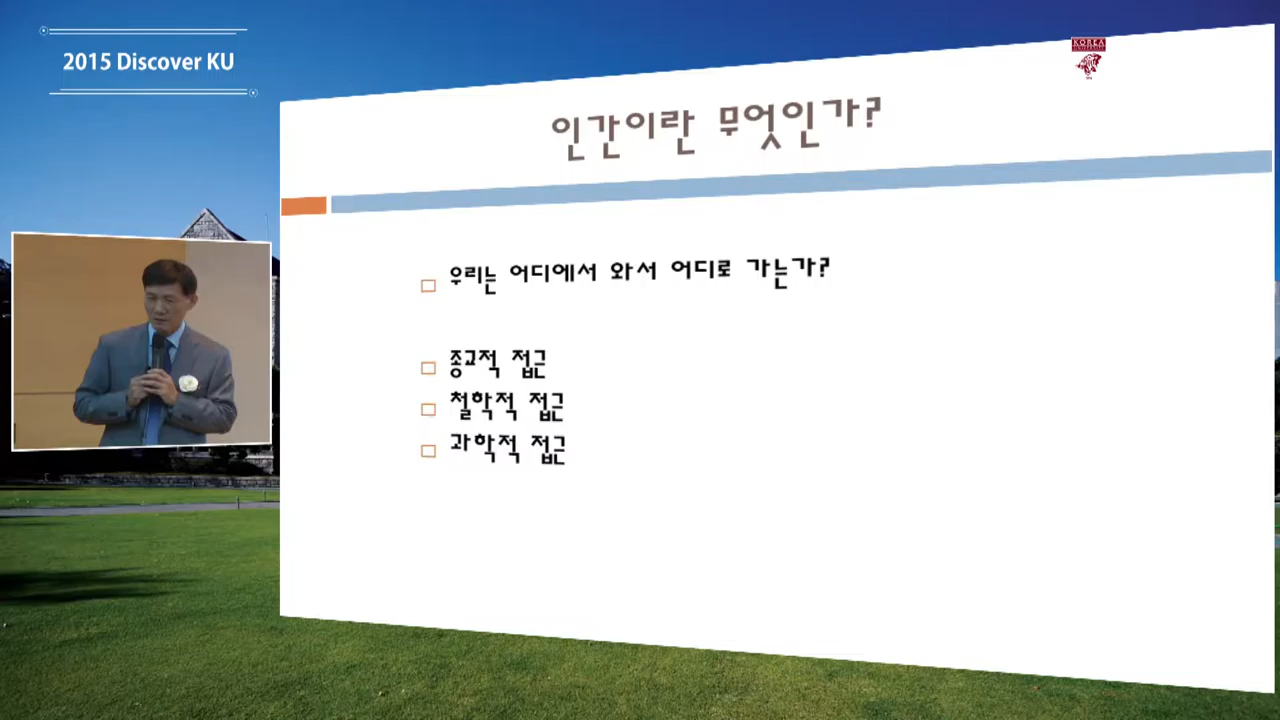 2015 Discover KU
KOREA
인간이란 무엇인가?
우리는 어디에서 와서 어디로 가는가?
종교적 접근
철학적 접근
과학적 접근